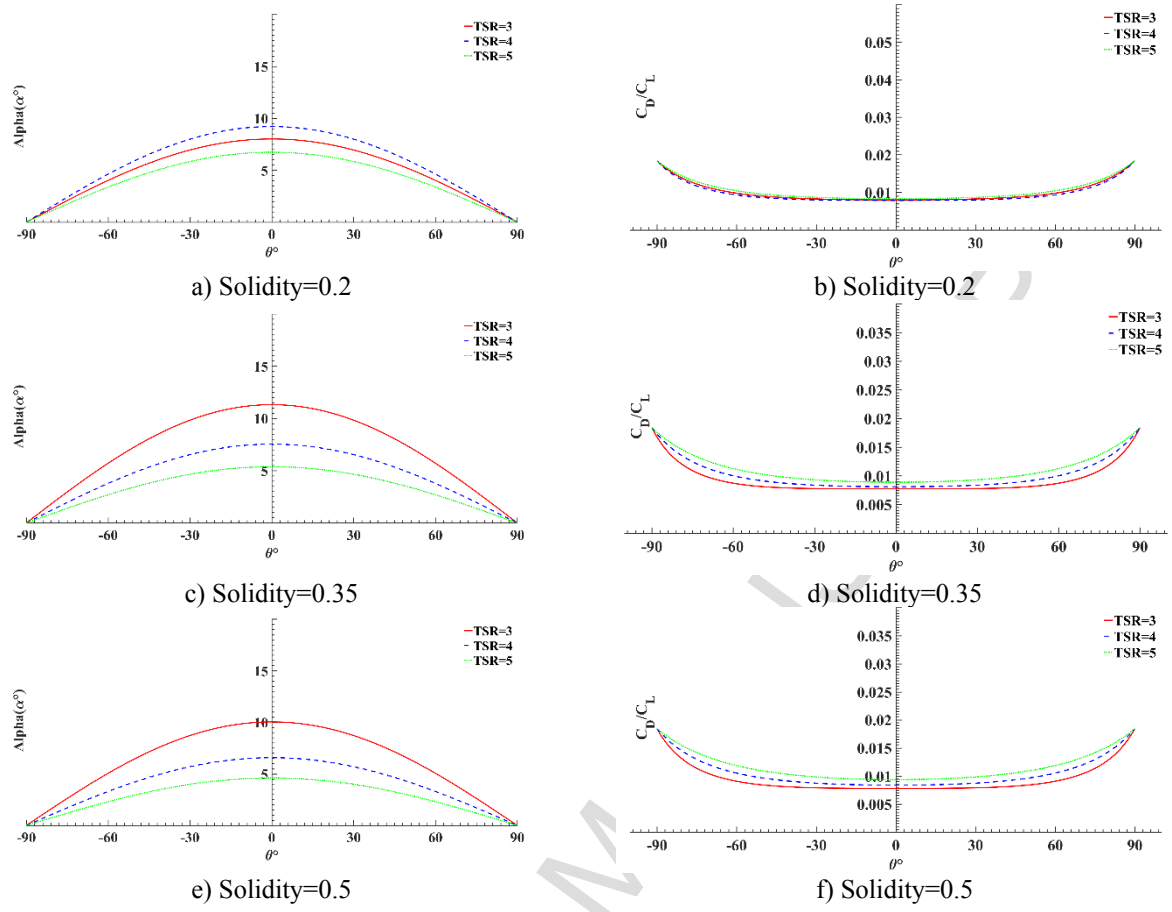 TSR=3
TSR=4
TSR=5
15
10
5
Alpha(α°)
-90 -60 -30 0 30 60 90
θ°
a) Solidity=0.2
TSR=3
TSR=4
TSR=5
0.05
0.04
0.03
0.02
0.01
C_D/C_L
-90 -60 -30 0 30 60 90
θ°
b) Solidity=0.2
TSR=3
TSR=4
TSR=5
15
10
5
Alpha(α°)
-90 -60 -30 0 30 60 90
θ°
c) Solidity=0.35
TSR=3
TSR=4
TSR=5
0.035
0.03
0.025
0.02
0.015
0.01
0.005
C_D/C_L
-90 -60 -30 0 30 60 90
θ°
d) Solidity=0.35
TSR=3
TSR=4
TSR=5
15
10
5
Alpha(α°)
-90 -60 -30 0 30 60 90
θ°
e) Solidity=0.5
TSR=3
TSR=4
TSR=5
0.035
0.03
0.025
0.02
0.015
0.01
0.005
C_D/C_L
-90 -60 -30 0 30 60 90
θ°
f) Solidity=0.5